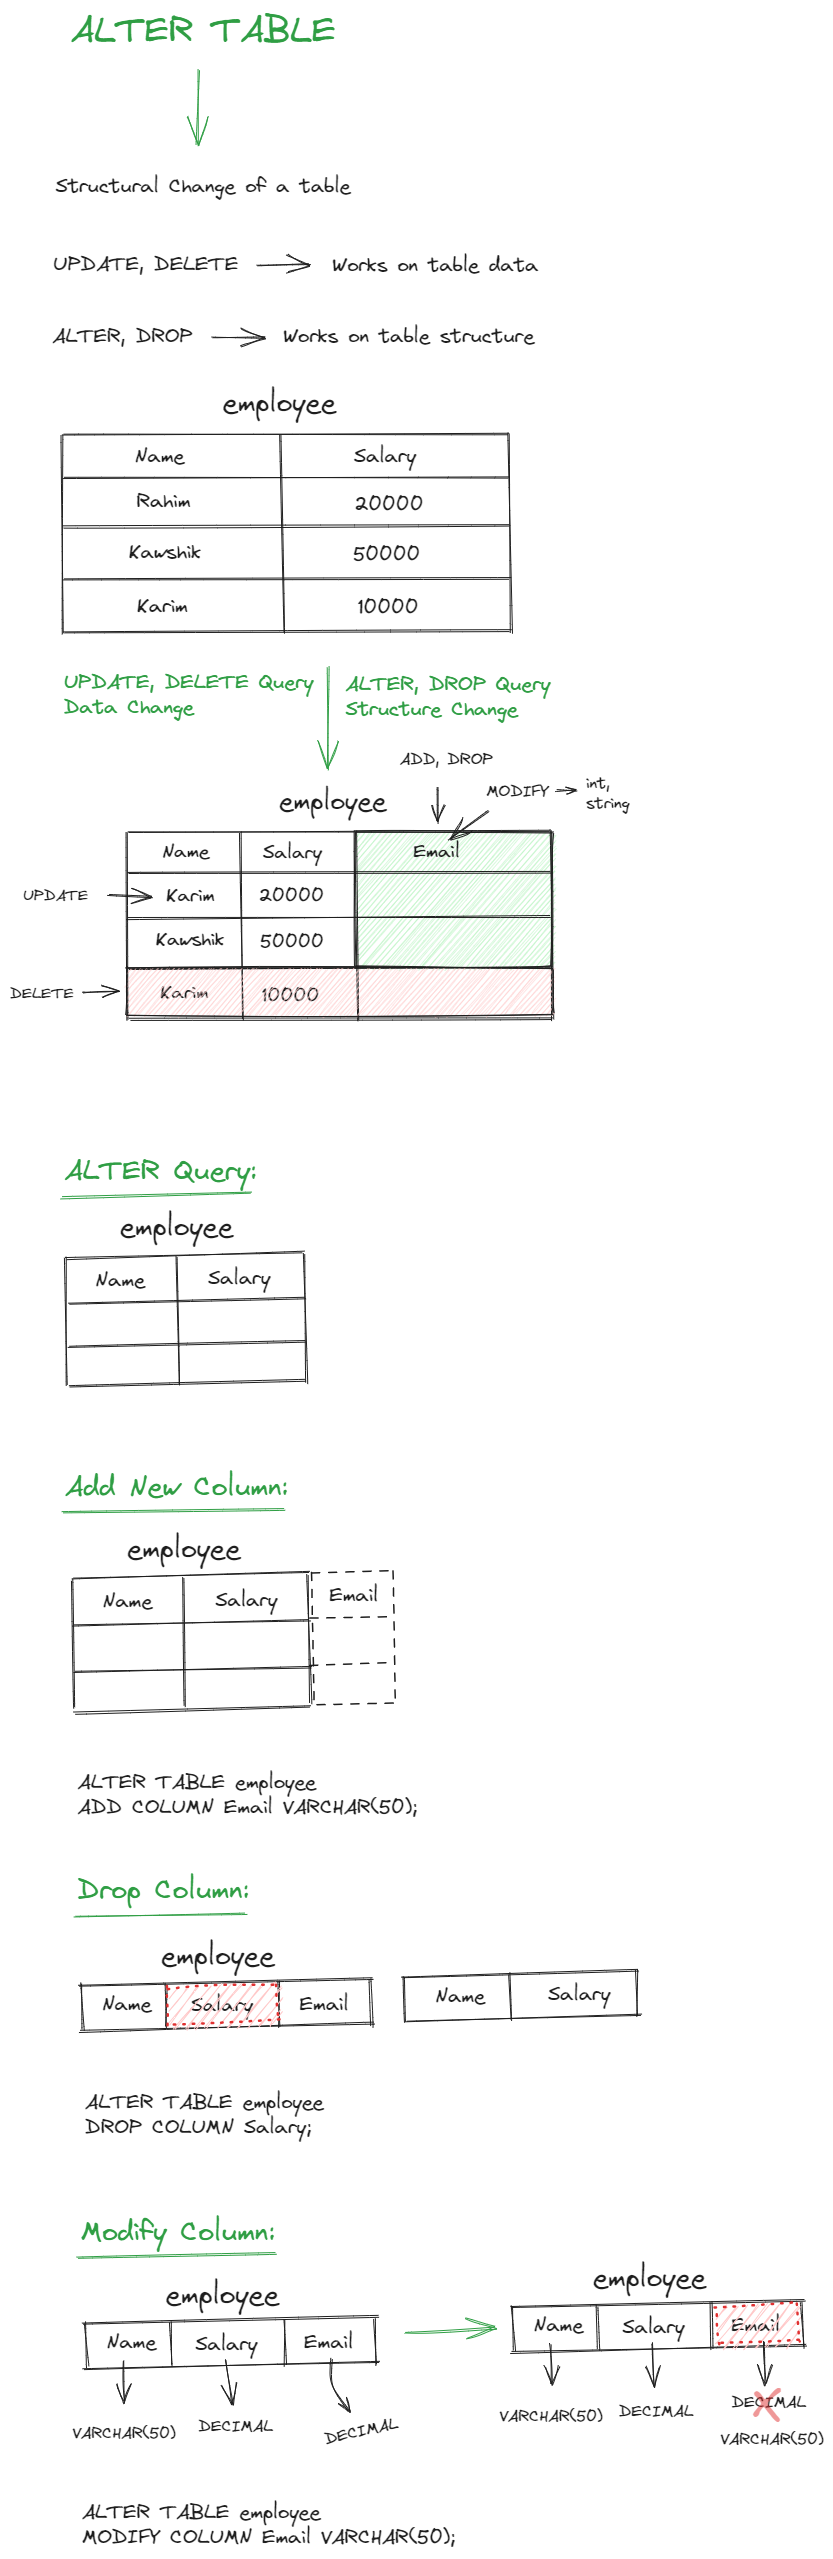 ALTER TABLE
Structural Change of a table
UPDATE, DELETE Works on table data
ALTER, DROP Works on table structure
employee
Name Salary
Rahim 20000
Kawshik 50000
Karim 10000
UPDATE, DELETE Query
Data Change
ALTER, DROP Query
Structure Change
ADD, DROP
MODIFY int,
string
employee
Name Salary Email
UPDATE Karim 20000
Kawshik 50000
DELETE Karim 10000
ALTER Query:
employee
Name Salary
Add New Column:
employee
Name Salary Email
ALTER TABLE employee
ADD COLUMN Email VARCHAR(50);
Drop Column:
employee
Name Salary Email
Name Salary
ALTER TABLE employee
DROP COLUMN Salary;
Modify Column:
employee
Name Salary Email
VARCHAR(50) DECIMAL DECIMAL
employee
Name Salary Email
VARCHAR(50) DECIMAL DECIMAL
VARCHAR(50)
ALTER TABLE employee
MODIFY COLUMN Email VARCHAR(50);